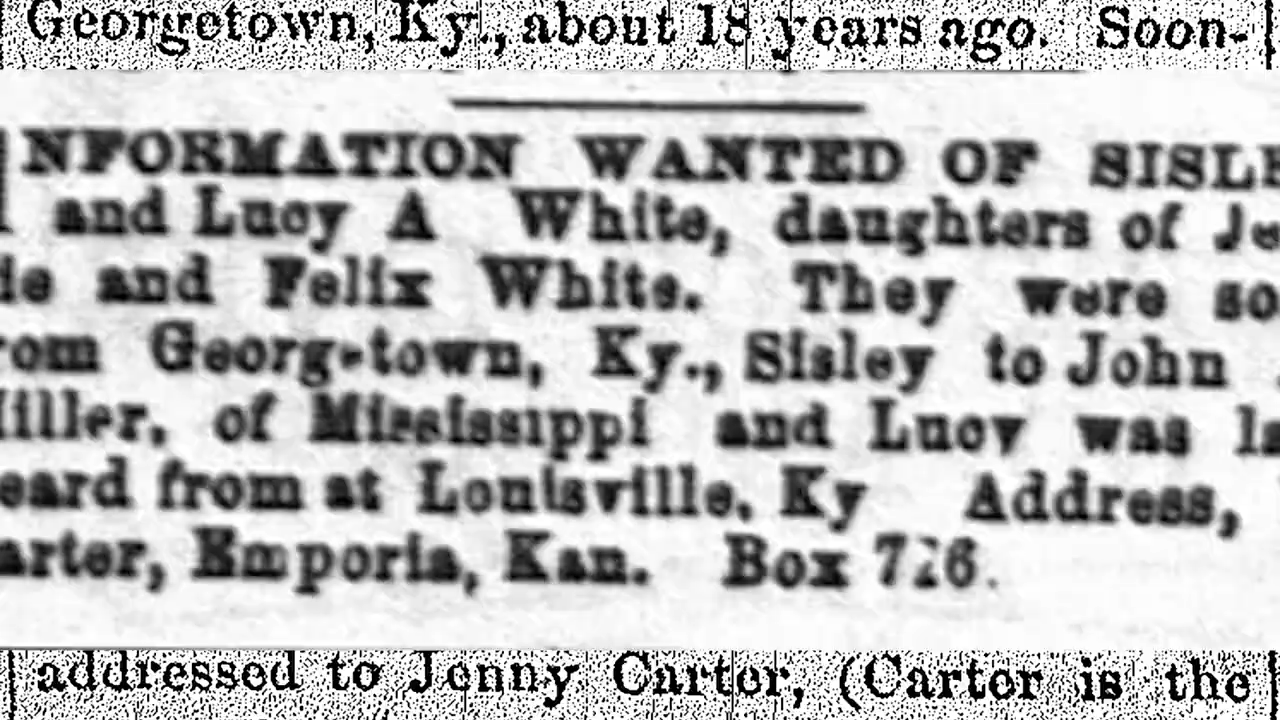 Georgetown, Ky., about 18 years ago. Soon-
NFORMATION WANTED OF SISLE
and Lucy A White, daughters of Je
ie and Felix White. They were so
rom Georg-town, Ky., Sisley to John
iller, of Mississippi and Lucy was la
eard from at Louisville, Ky Address,
arter, Emporia, Kan. Box 726.
addressed to Jenny Carter, (Carter is the